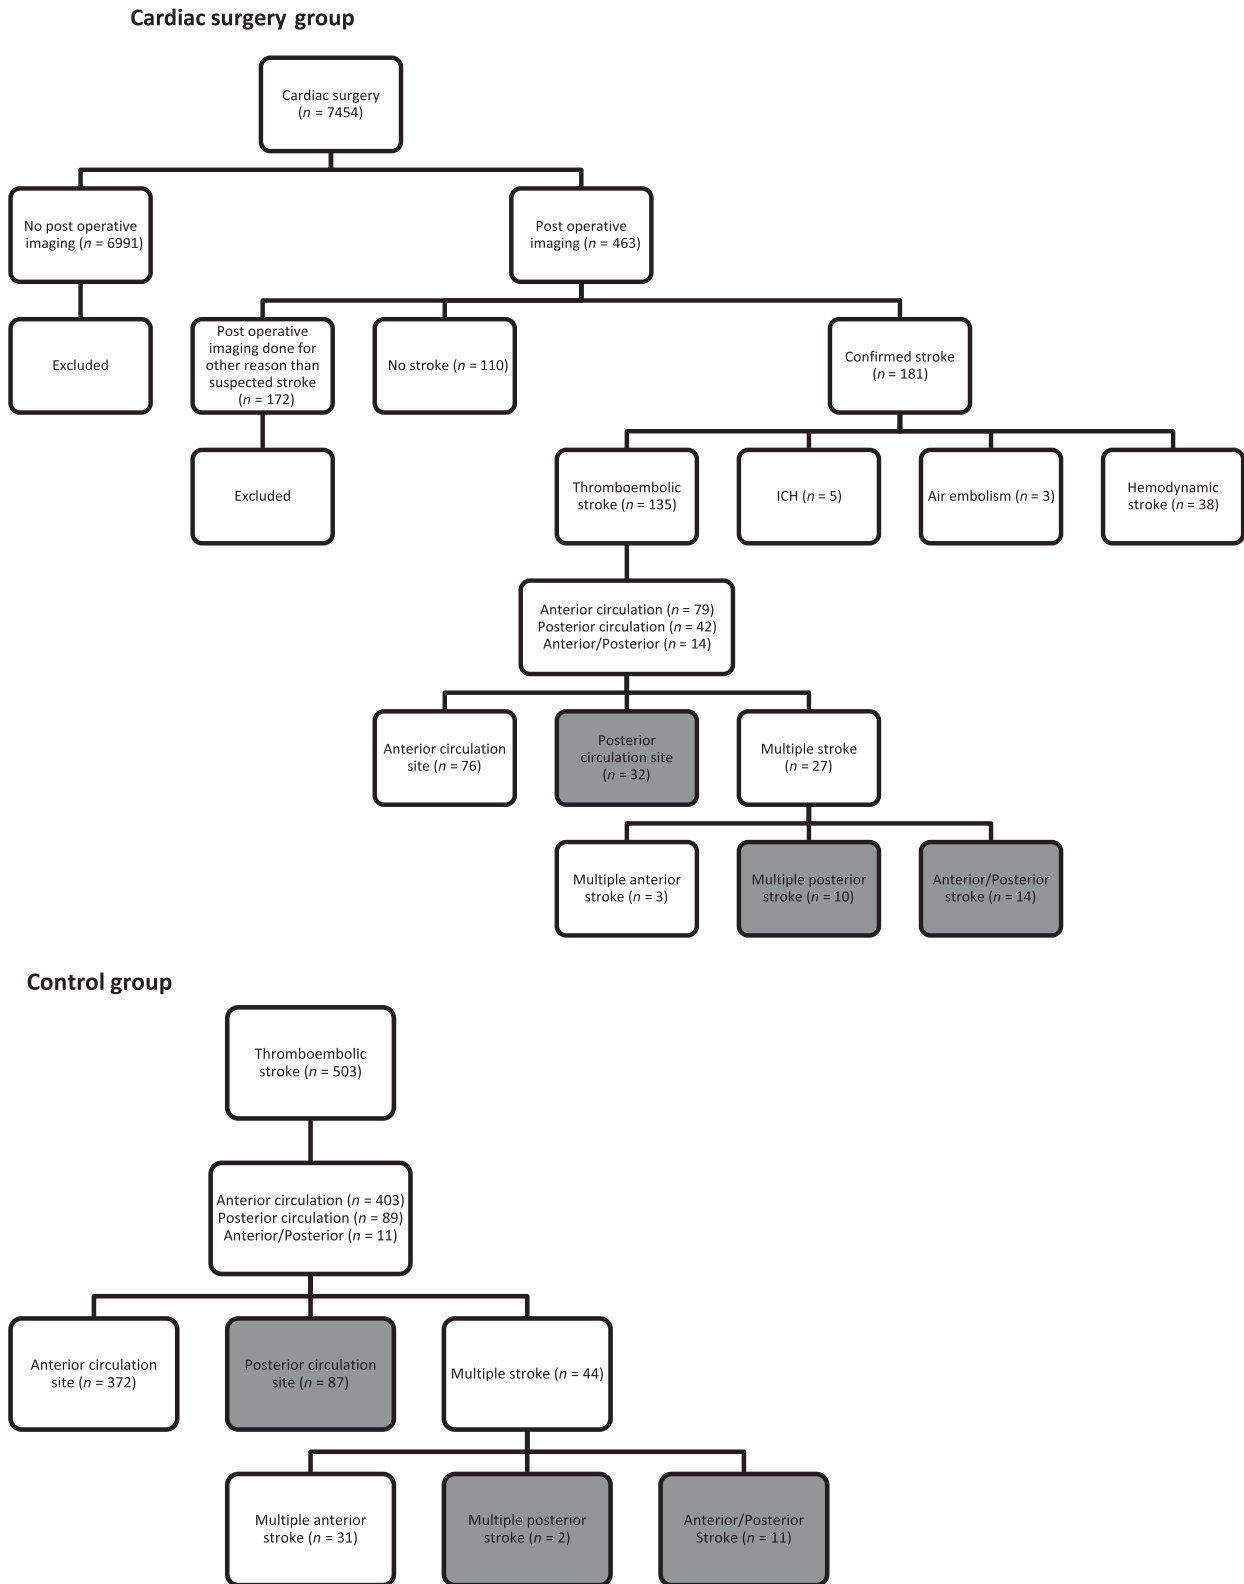 Cardiac surgery group
Cardiac surgery
(n = 7454)
No post operative
imaging (n = 6991)
Post operative
imaging (n = 463)
Excluded
Post operative
imaging done for
other reason than
suspected stroke
(n = 172)
No stroke (n = 110)
Confirmed stroke
(n = 181)
Excluded
Thromboembolic
stroke (n = 135)
ICH (n = 5)
Air embolism (n = 3)
Hemodynamic
stroke (n = 38)
Anterior circulation (n = 79)
Posterior circulation (n = 42)
Anterior/Posterior (n = 14)
Anterior circulation
site (n = 76)
Posterior
circulation site
(n = 32)
Multiple stroke
(n = 27)
Multiple anterior
stroke (n = 3)
Multiple posterior
stroke (n = 10)
Anterior/Posterior
stroke (n = 14)
Control group
Thromboembolic
stroke (n = 503)
Anterior circulation (n = 403)
Posterior circulation (n = 89)
Anterior/Posterior (n = 11)
Anterior circulation
site (n = 372)
Posterior circulation
site (n = 87)
Multiple stroke (n = 44)
Multiple anterior
stroke (n = 31)
Multiple posterior
stroke (n = 2)
Anterior/Posterior
Stroke (n = 11)